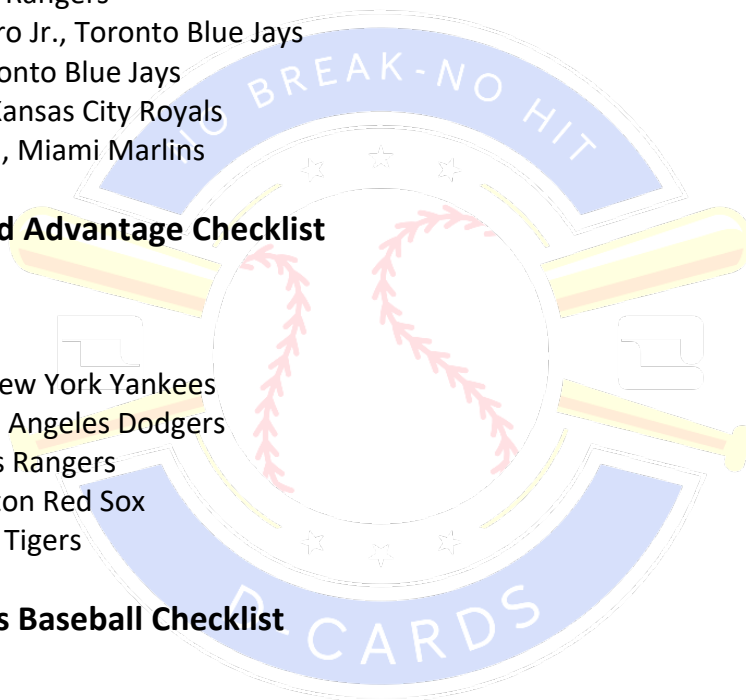 Rangers
ro Jr., Toronto Blue Jays
onto Blue Jays
Kansas City Royals
, Miami Marlins
NO BREAK-NO HIT
d Advantage Checklist
ew York Yankees
Angeles Dodgers
s Rangers
ton Red Sox
Tigers
s Baseball Checklist
D-CARDS